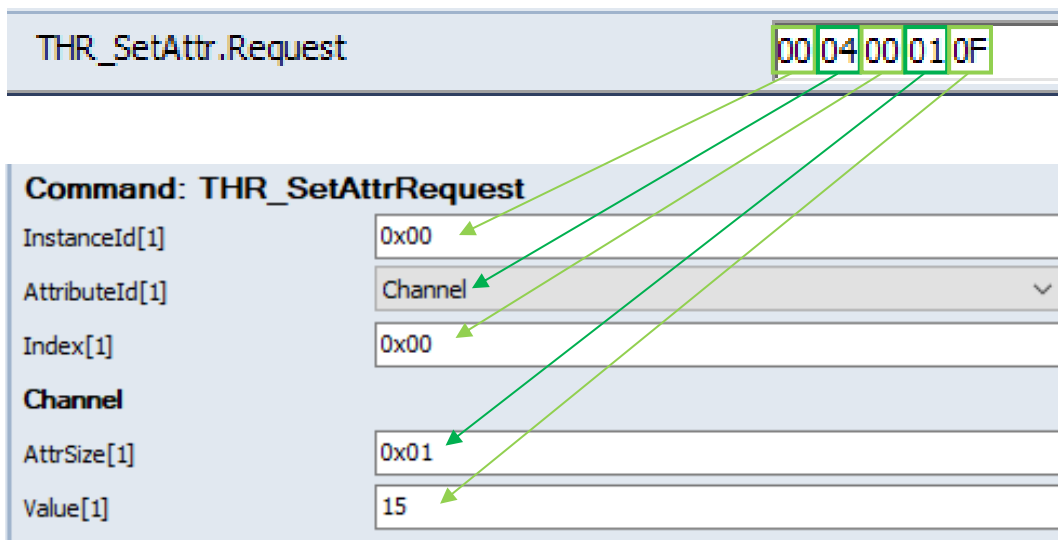 THR_SetAttr.Request 00 04 00 01 0F
Command: THR_SetAttrRequest
InstanceId[1] 0x00
AttributeId[1] Channel
Index[1] 0x00
Channel
AttrSize[1] 0x01
Value[1] 15